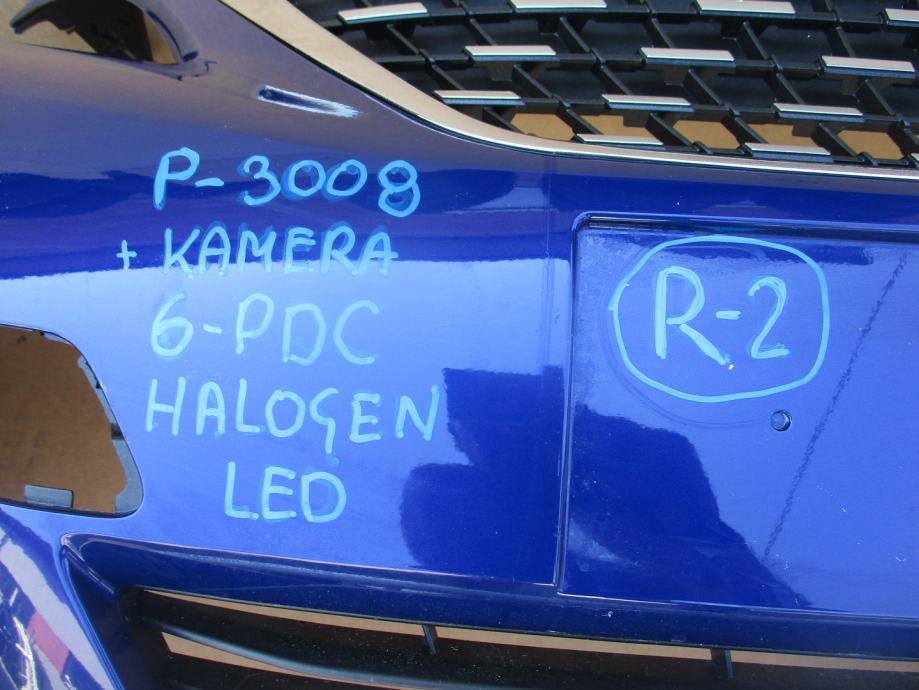 P-3008
+ KAMERA
6-PDC
HALOGEN
LED
R-2